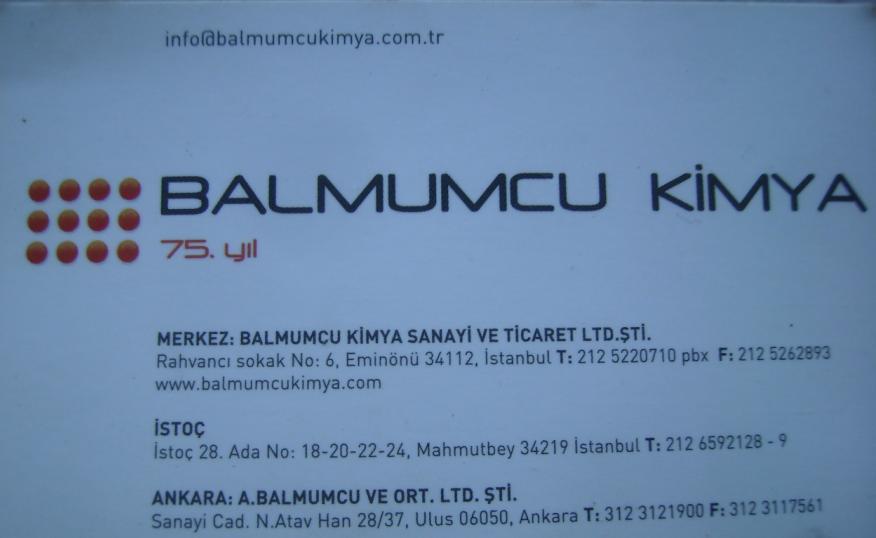 info@balmumcukimya.com.tr
BALMUMCU KİMYA
75. yıl
MERKEZ: BALMUMCU KİMYA SANAYİ VE TİCARET LTD.ŞTİ.
Rahvancı sokak No: 6, Eminönü 34112, İstanbul T: 212 5220710 pbx F: 212 5262893
www.balmumcukimya.com
İSTOÇ
İstoç 28. Ada No: 18-20-22-24, Mahmutbey 34219 İstanbul T: 212 6592128 - 9
ANKARA: A.BALMUMCU VE ORT. LTD. ŞTİ.
Sanayi Cad. N.Atav Han 28/37, Ulus 06050, Ankara T: 312 3121900 F: 312 3117561